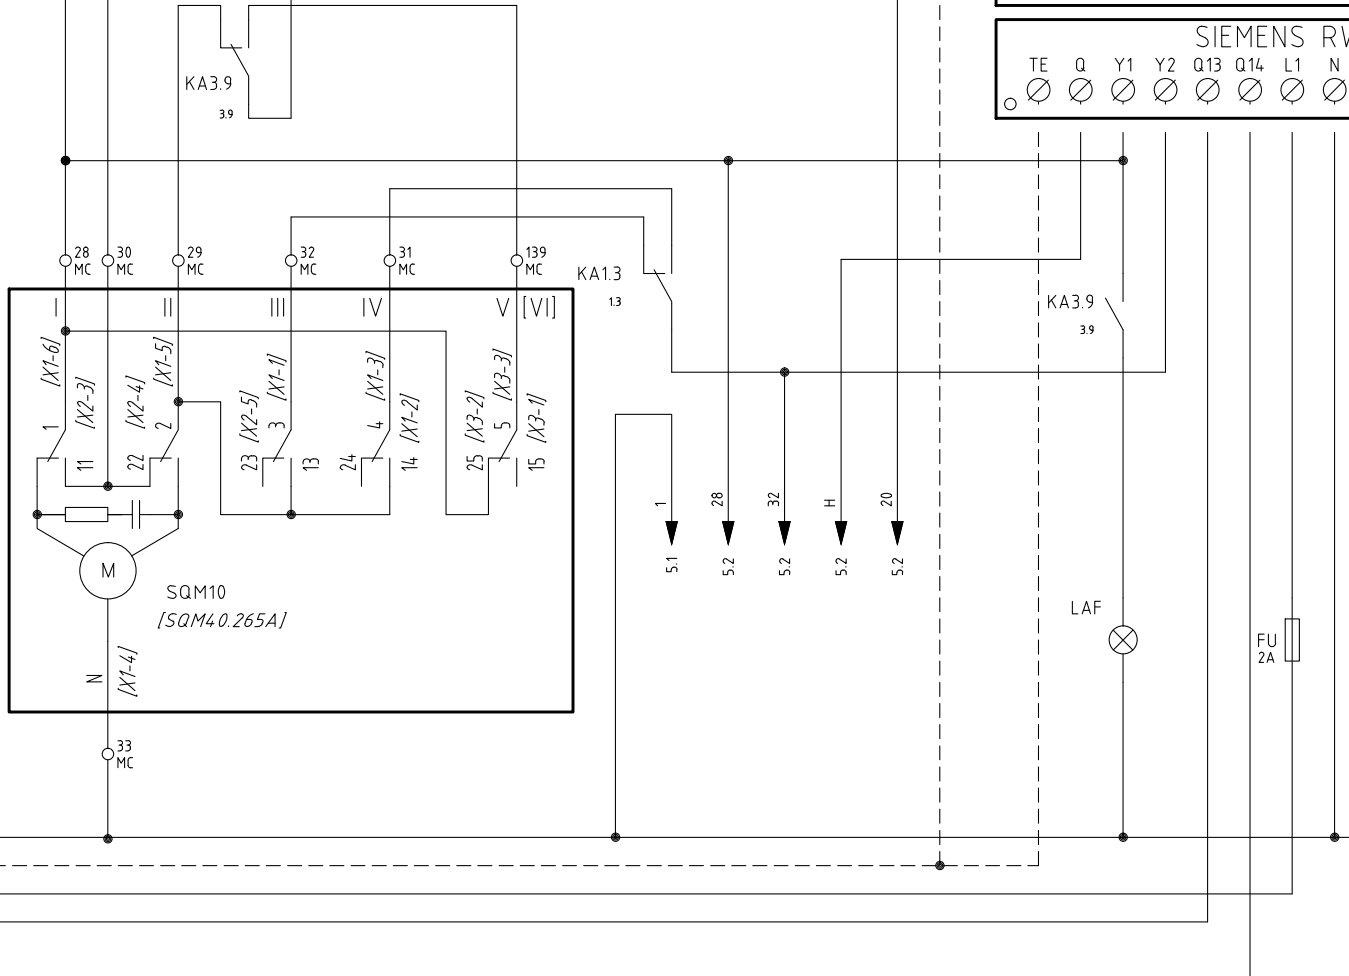 SIEMENS RW
TE Q Y1 Y2 Q13 Q14 L1 N
KA3.9
3.9
28 MC
30 MC
29 MC
32 MC
31 MC
139 MC
KA1.3
1.3
KA3.9
3.9
I II III IV V [VI]
[X1-6]
[X2-3]
[X2-4]
[X1-5]
[X2-5]
[X1-1]
[X1-3]
[X1-2]
[X3-2]
[X3-3]
[X3-1]
1 2 3 4 5
11 22 23 13 24 14 25 15
1 28 32 H 20
5.1 5.2 5.2 5.2 5.2
M
SQM10
[SQM40.265A]
LAF
FU
2A
N
[X1-4]
33
MC